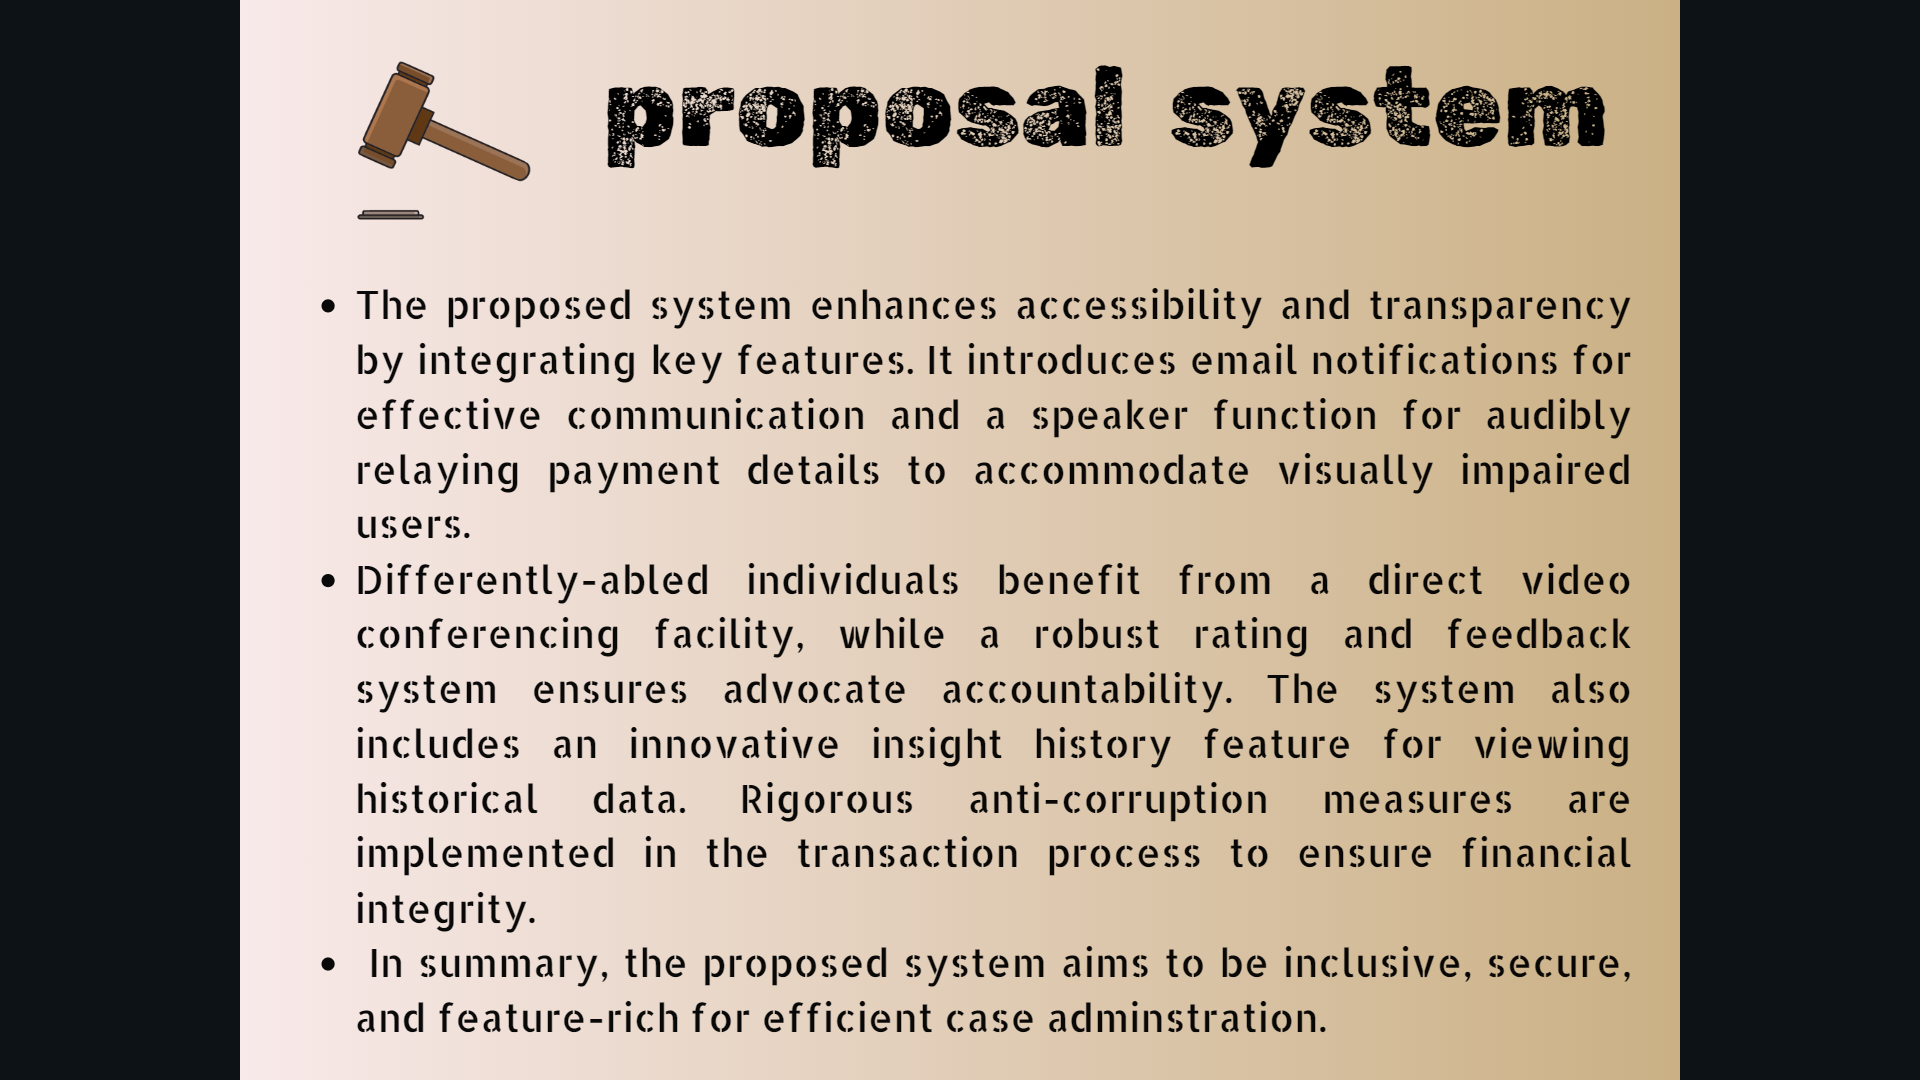 proposal system
• The proposed system enhances accessibility and transparency
by integrating key features. It introduces email notifications for
effective communication and a speaker function for audibly
relaying payment details to accommodate visually impaired
users.
• Differently-abled individuals benefit from a direct video
conferencing facility, while a robust rating and feedback
system ensures advocate accountability. The system also
includes an innovative insight history feature for viewing
historical data. Rigorous anti-corruption measures are
implemented in the transaction process to ensure financial
integrity.
• In summary, the proposed system aims to be inclusive, secure,
and feature-rich for efficient case adminstration.